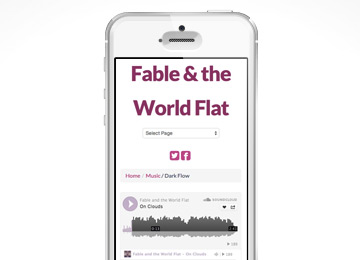 Fable & the
World Flat
Select Page
Home / Music / Dark Flow
Fable and the World Flat
SOUNDCLOUD
On Clouds
Fable and the World Flat - On Clouds